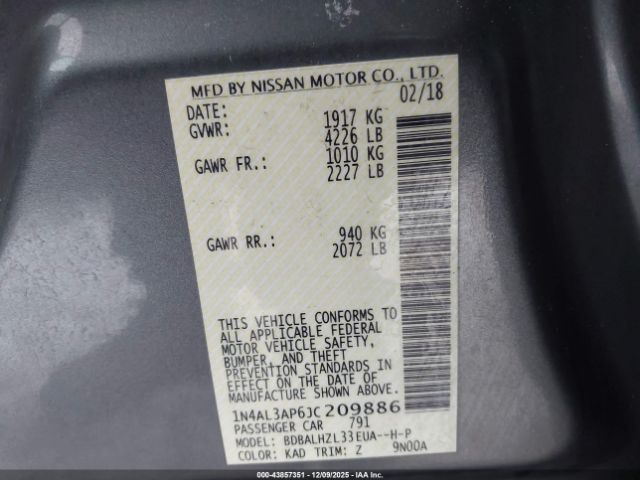 MFD BY NISSAN MOTOR CO., LTD.
DATE: 02/18
GVWR: 1917 KG
4226 LB
GAWR FR.: 1010 KG
2227 LB
GAWR RR.: 940 KG
2072 LB
THIS VEHICLE CONFORMS TO
ALL APPLICABLE FEDERAL
MOTOR VEHICLE SAFETY,
BUMPER, AND THEFT
PREVENTION STANDARDS IN
EFFECT ON THE DATE OF
MANUFACTURE SHOWN ABOVE.
1N4AL3AP6JC209886
PASSENGER CAR 791
MODEL: BDBALHZL33EUA--H-P
COLOR: KAD TRIM: Z 9N00A
000-43857351 - 12/09/2025 - IAA Inc.